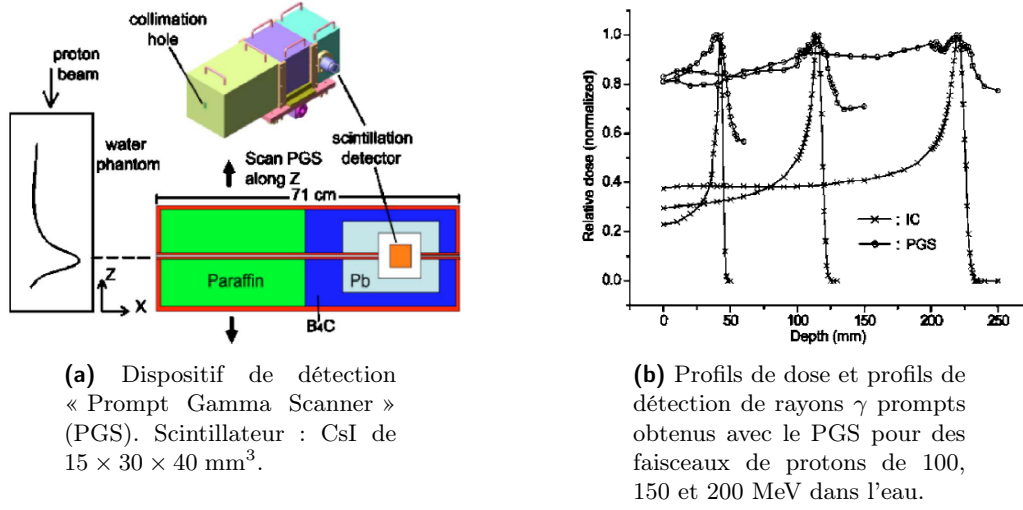 collimation
hole
proton
beam
water
phantom
scintillation
detector
Scan PGS
along Z
71 cm
Paraffin
Pb
B4C
Z
X
(a) Dispositif de détection
« Prompt Gamma Scanner »
(PGS). Scintillateur : CsI de
15 × 30 × 40 mm³.
Relative dose (normalized)
1.0
0.8
0.6
0.4
0.2
0.0
: IC
: PGS
0 50 100 150 200 250
Depth (mm)
(b) Profils de dose et profils de
détection de rayons γ prompts
obtenus avec le PGS pour des
faisceaux de protons de 100,
150 et 200 MeV dans l'eau.